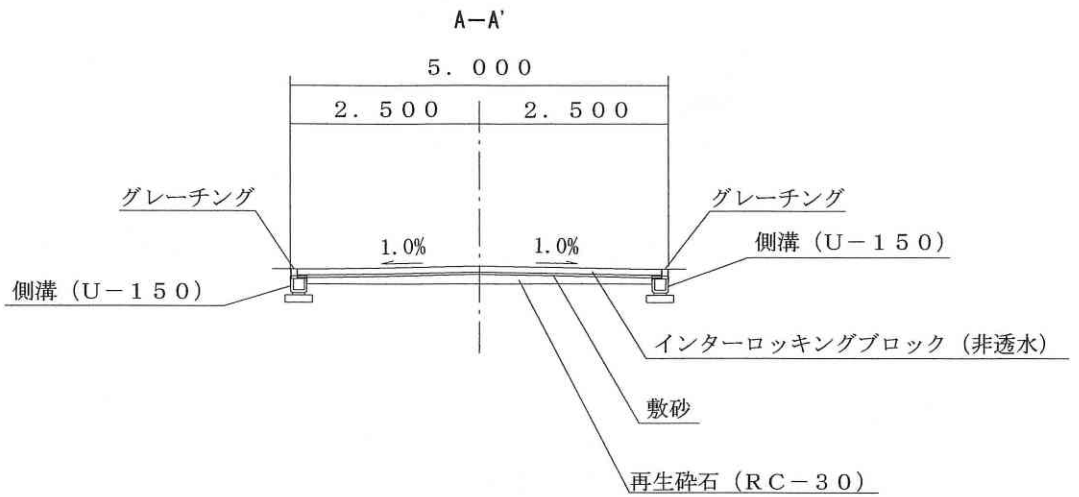 A－A'
5．000
2．500
2．500
グレーチング
グレーチング
1.0%
1.0%
側溝（U－150）
側溝（U－150）
インターロッキングブロック（非透水）
敷砂
再生砕石（RC－30）